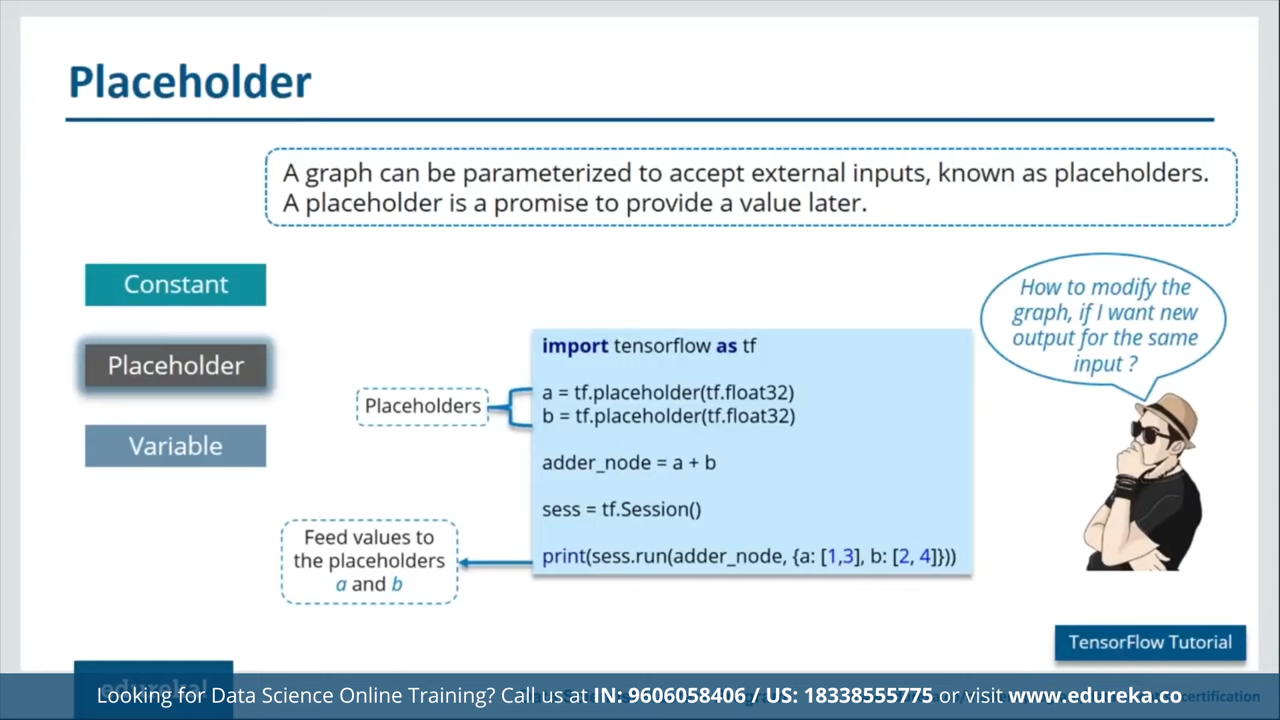 Placeholder
A graph can be parameterized to accept external inputs, known as placeholders.
A placeholder is a promise to provide a value later.
Constant
Placeholder
Variable
How to modify the
graph, if I want new
output for the same
input ?
Placeholders
import tensorflow as tf
a = tf.placeholder(tf.float32)
b = tf.placeholder(tf.float32)
adder_node = a + b
sess = tf.Session()
print(sess.run(adder_node, {a: [1,3], b: [2, 4]}))
Feed values to
the placeholders
a and b
TensorFlow Tutorial
edureka!
Looking for Data Science Online Training? Call us at IN: 9606058406 / US: 18338555775 or visit www.edureka.co
certification